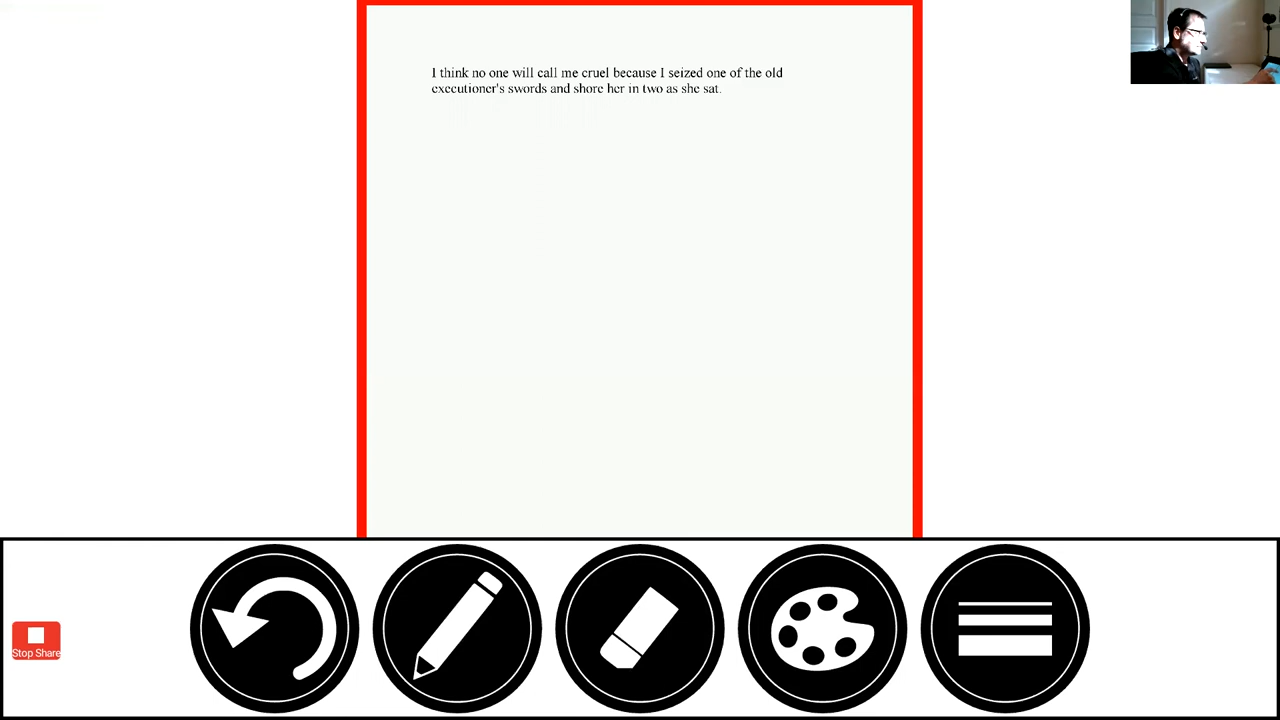 I think no one will call me cruel because I seized one of the old
executioner's swords and shore her in two as she sat.
Stop Share